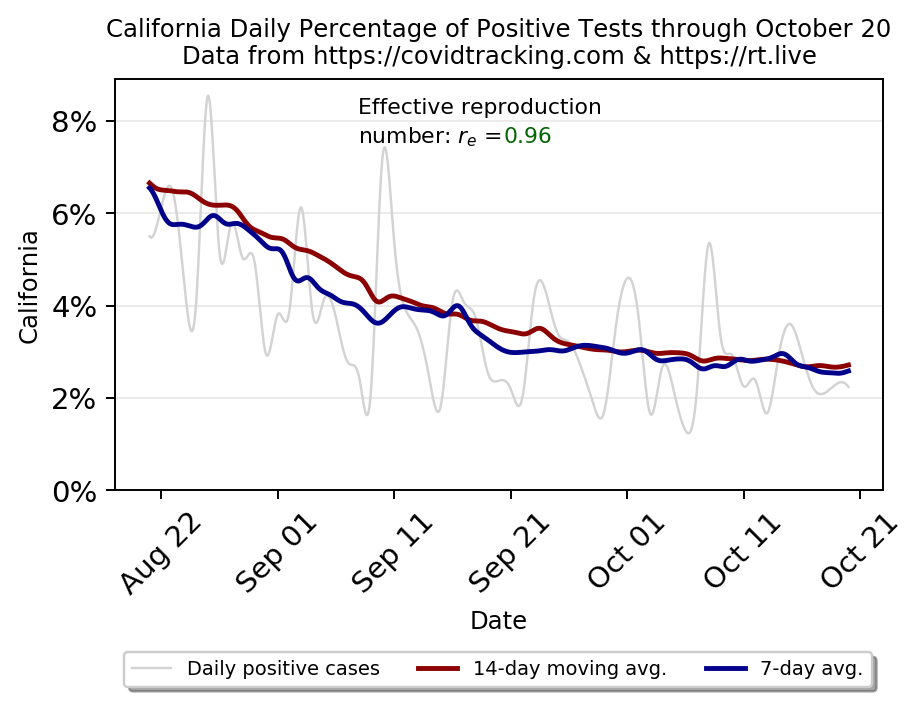 California Daily Percentage of Positive Tests through October 20
Data from https://covidtracking.com & https://rt.live
Effective reproduction
number: rₑ =0.96
8%
6%
4%
2%
0%
California
Aug 22
Sep 01
Sep 11
Sep 21
Oct 01
Oct 11
Oct 21
Date
Daily positive cases
14-day moving avg.
7-day avg.